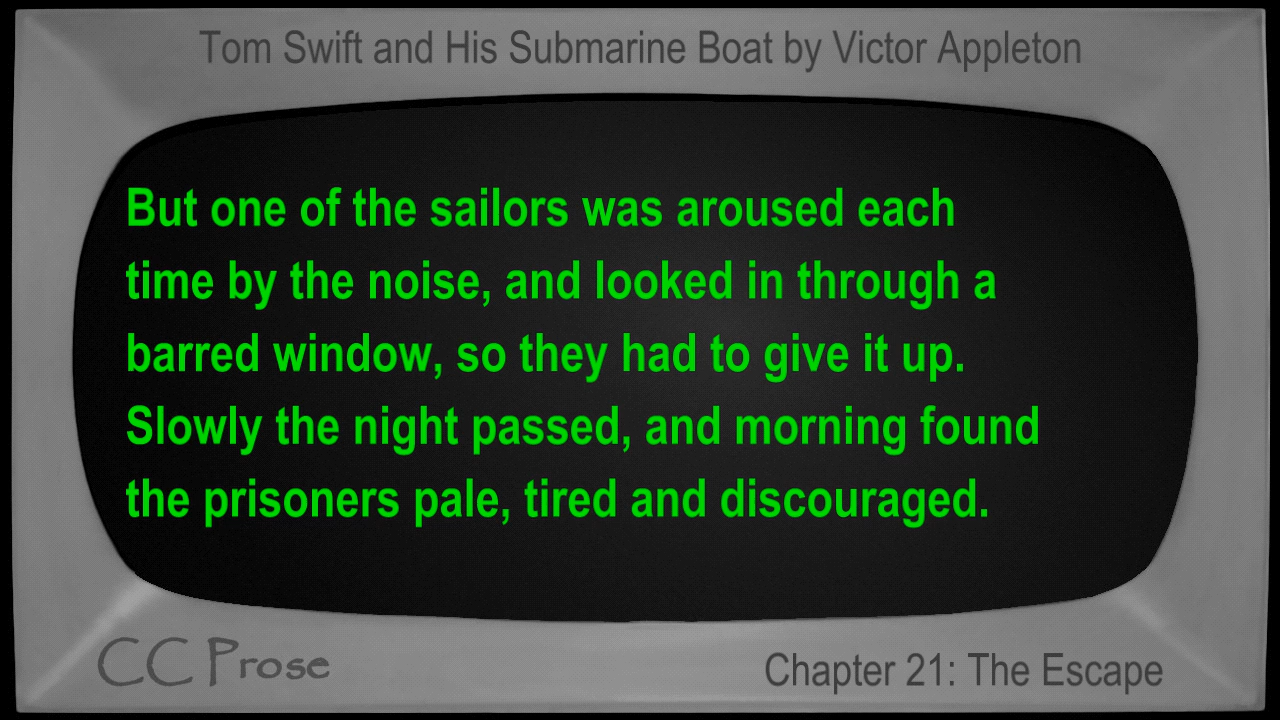 Tom Swift and His Submarine Boat by Victor Appleton
But one of the sailors was aroused each
time by the noise, and looked in through a
barred window, so they had to give it up.
Slowly the night passed, and morning found
the prisoners pale, tired and discouraged.
CC Prose
Chapter 21: The Escape